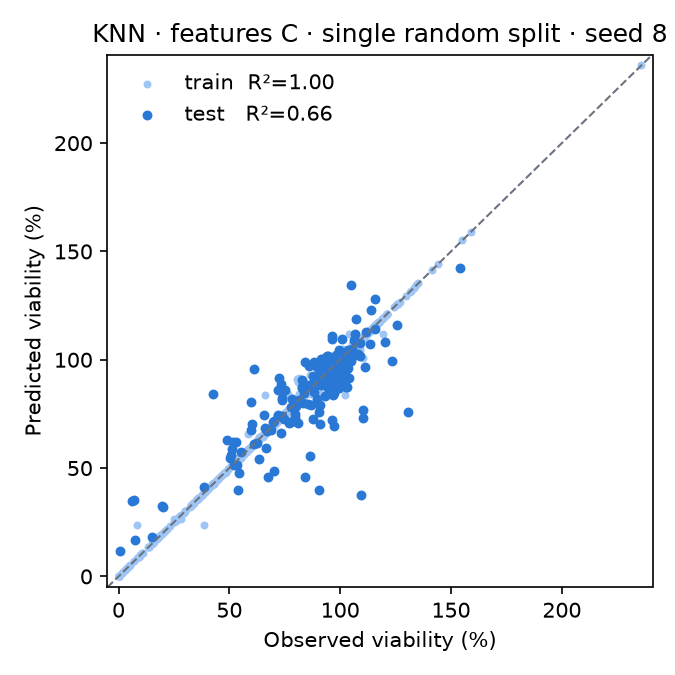 KNN · features C · single random split · seed 8
train R²=1.00
test R²=0.66
200
150
100
50
0
Predicted viability (%)
0 50 100 150 200
Observed viability (%)